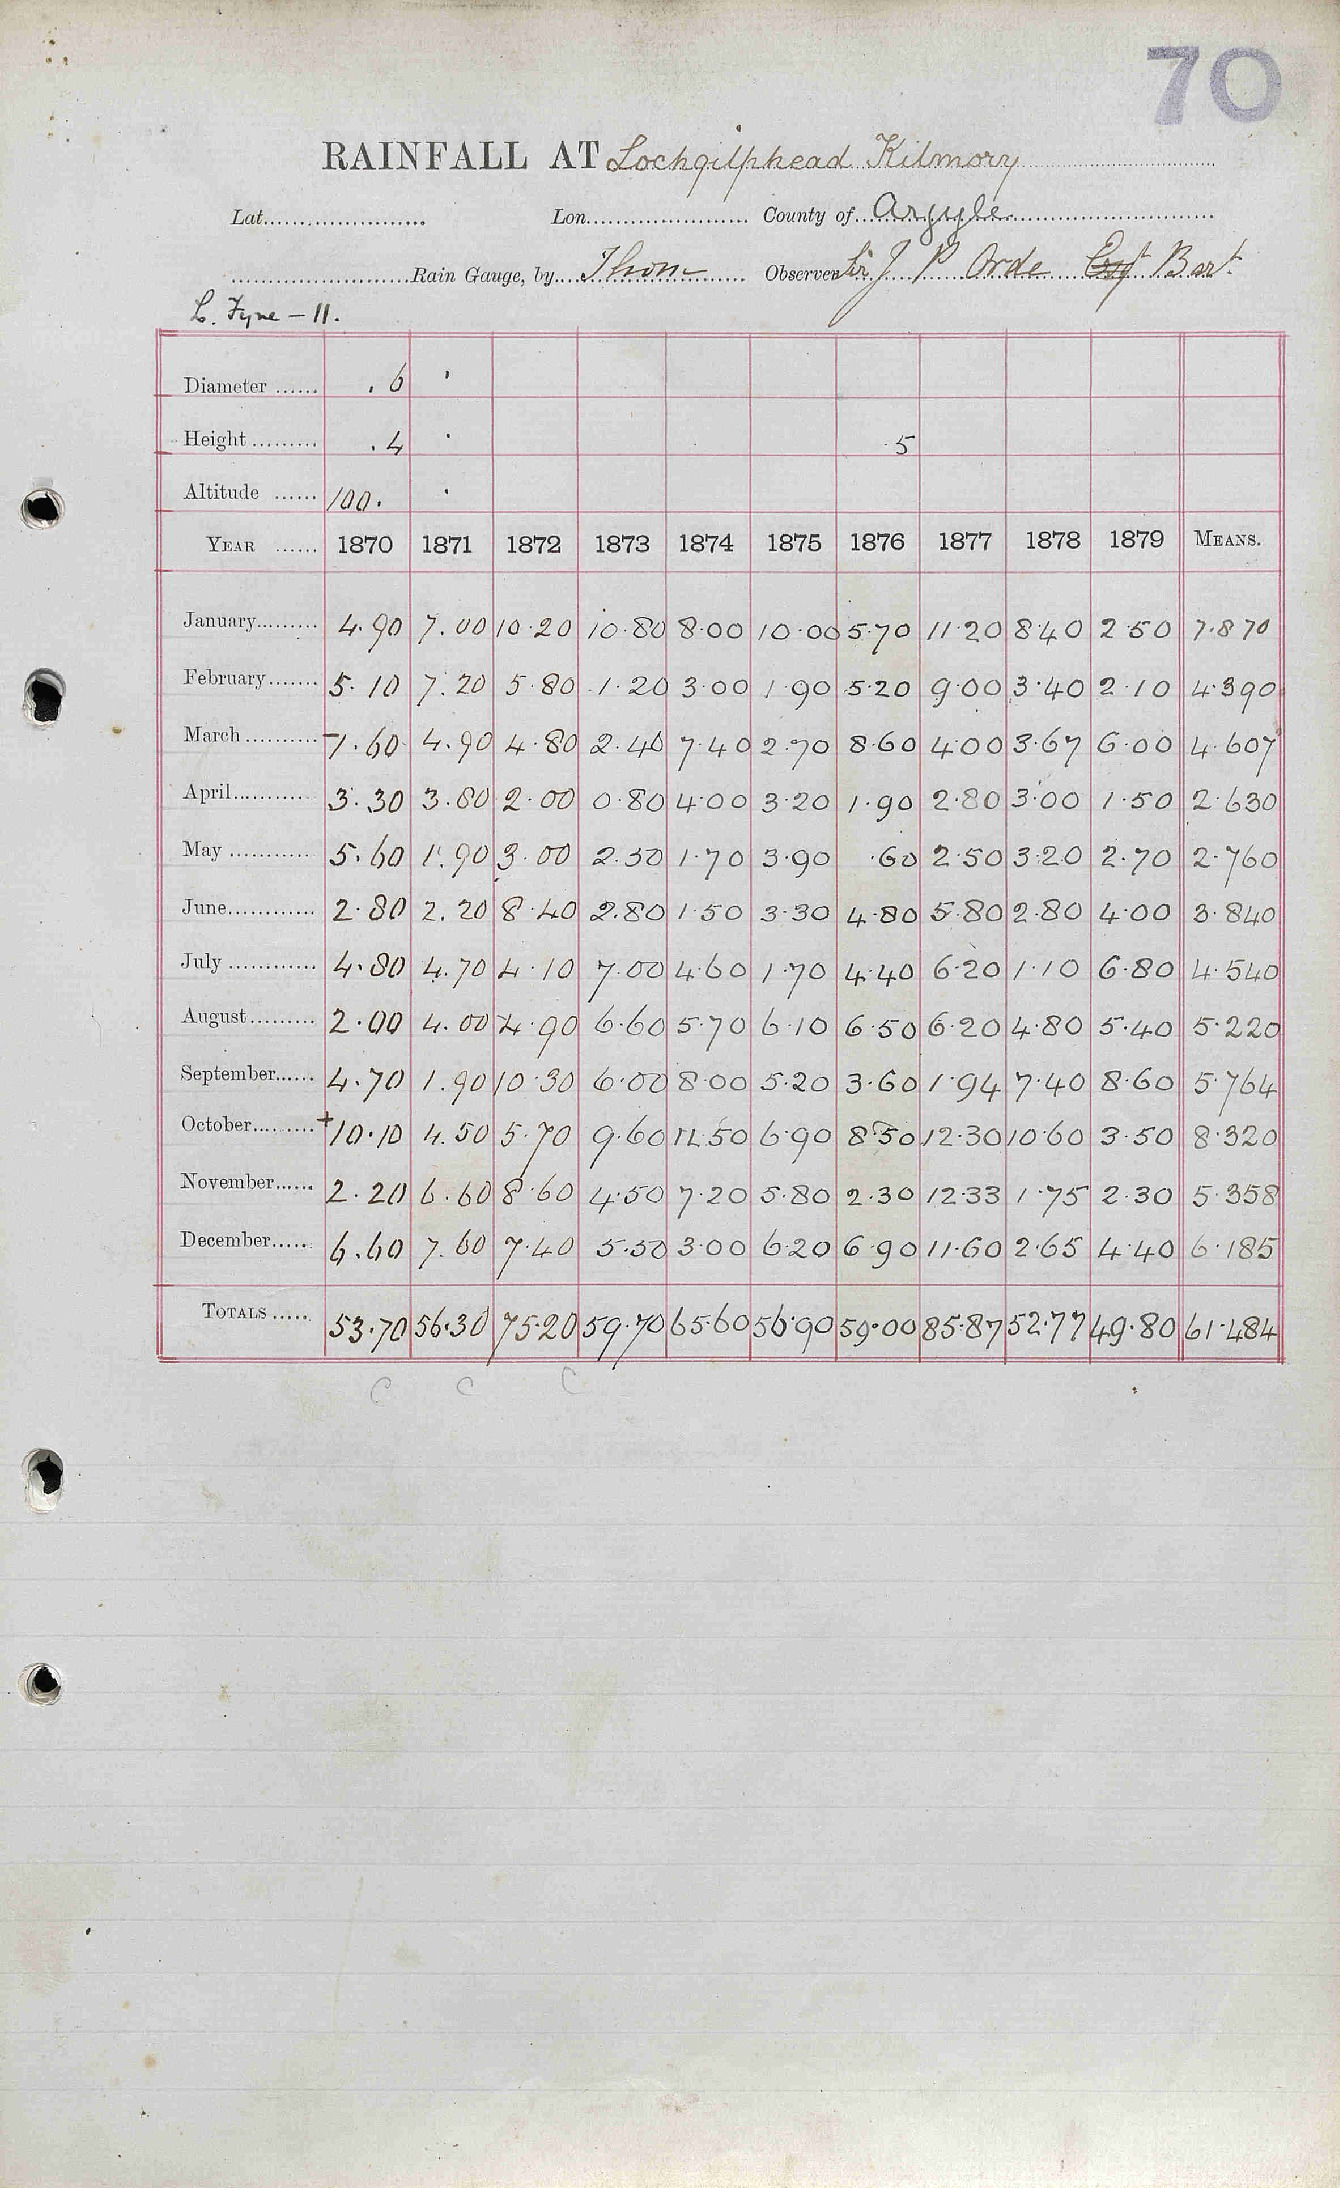 70
RAINFALL AT Lochgilphead Kilmory
Lat. Lon. County of Argyle
Rain Gauge, by Thom Observer Sir J P Orde Esqt Bart
L. Fyne - 11.
Diameter ...... .6 '
Height ......... .4 ' 5
Altitude ...... 100. '
YEAR ...... 1870 1871 1872 1873 1874 1875 1876 1877 1878 1879 MEANS.
January......... 4.90 7.00 10.20 10.80 8.00 10.00 5.70 11.20 8.40 2.50 7.870
February....... 5.10 7.20 5.80 1.20 3.00 1.90 5.20 9.00 3.40 2.10 4.390
March .......... 1.60 4.90 4.80 2.40 7.40 2.70 8.60 4.00 3.67 6.00 4.607
April........... 3.30 3.80 2.00 0.80 4.00 3.20 1.90 2.80 3.00 1.50 2.630
May ............ 5.60 1.90 3.00 2.50 1.70 3.90 .60 2.50 3.20 2.70 2.760
June............ 2.80 2.20 8.40 2.80 1.50 3.30 4.80 5.80 2.80 4.00 3.840
July ............ 4.80 4.70 4.10 7.00 4.60 1.70 4.40 6.20 1.10 6.80 4.540
August......... 2.00 4.00 4.90 6.60 5.70 6.10 6.50 6.20 4.80 5.40 5.220
September...... 4.70 1.90 10.30 6.00 8.00 5.20 3.60 1.94 7.40 8.60 5.764
October......... +10.10 4.50 5.70 9.60 11.50 6.90 8.50 12.30 10.60 3.50 8.320
November...... 2.20 6.60 8.60 4.50 7.20 5.80 2.30 12.33 1.75 2.30 5.358
December...... 6.60 7.60 7.40 5.50 3.00 6.20 6.90 11.60 2.65 4.40 6.185
TOTALS ..... 53.70 56.30 75.20 59.70 65.60 56.90 59.00 85.87 52.77 49.80 61.484
C C C